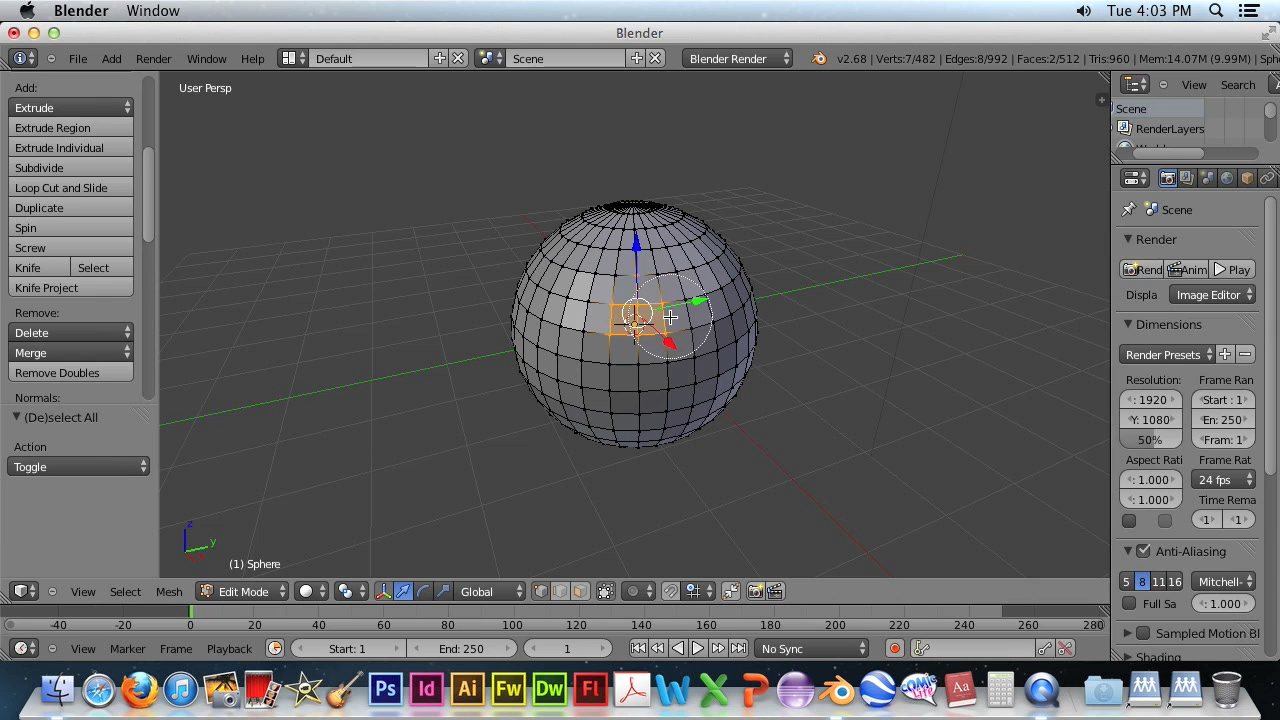 Blender Window Tue 4:03 PM
Blender
File Add Render Window Help Default Scene Blender Render v2.68 | Verts:7/482 | Edges:8/992 | Faces:2/512 | Tris:960 | Mem:14.07M (9.99M) | Sph
Add:
Extrude
Extrude Region
Extrude Individual
Subdivide
Loop Cut and Slide
Duplicate
Spin
Screw
Knife Select
Knife Project
Remove:
Delete
Merge
Remove Doubles
Normals:
(De)select All
Action
Toggle
User Persp
z
y
(1) Sphere
View Select Mesh Edit Mode Global
-40 -20 0 20 40 60 80 100 120 140 160 180 200 220 240 260 280
View Marker Frame Playback Start: 1 End: 250 1 No Sync
View Search
Scene
RenderLayers
Scene
Render
Rend Anim Play
Displa Image Editor
Dimensions
Render Presets
Resolution: Frame Ran
: 1920 Start : 1
Y: 1080 En: 250
50% Fram: 1
Aspect Rati Frame Rat
: 1.000 24 fps
: 1.000 Time Rema
1 1
Anti-Aliasing
5 8 11 16 Mitchell-
Full Sa : 1.000
Sampled Motion Bl
Shading
Ps Id Ai Fw Dw Fl W X P COMIC Life Aa